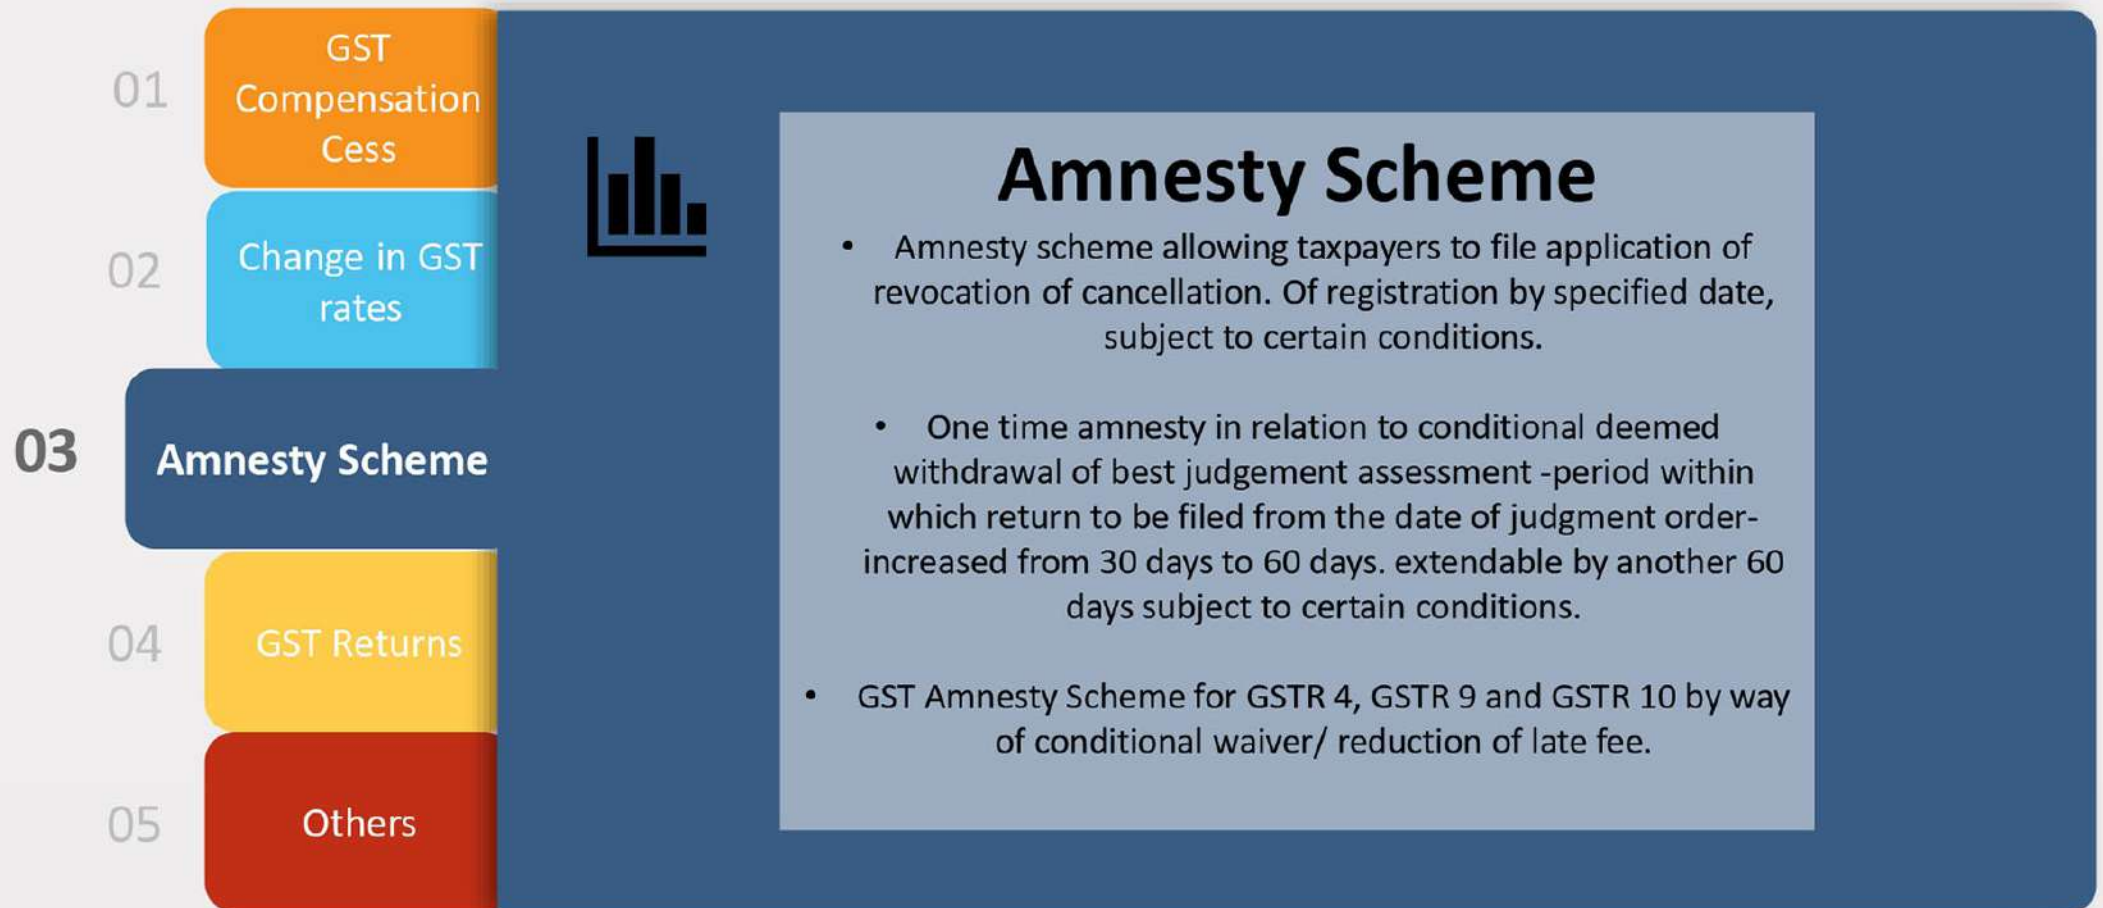 01
GST
Compensation
Cess
02
Change in GST
rates
03
Amnesty Scheme
04
GST Returns
05
Others
Amnesty Scheme
• Amnesty scheme allowing taxpayers to file application of
revocation of cancellation. Of registration by specified date,
subject to certain conditions.
• One time amnesty in relation to conditional deemed
withdrawal of best judgement assessment -period within
which return to be filed from the date of judgment order-
increased from 30 days to 60 days. extendable by another 60
days subject to certain conditions.
• GST Amnesty Scheme for GSTR 4, GSTR 9 and GSTR 10 by way
of conditional waiver/ reduction of late fee.